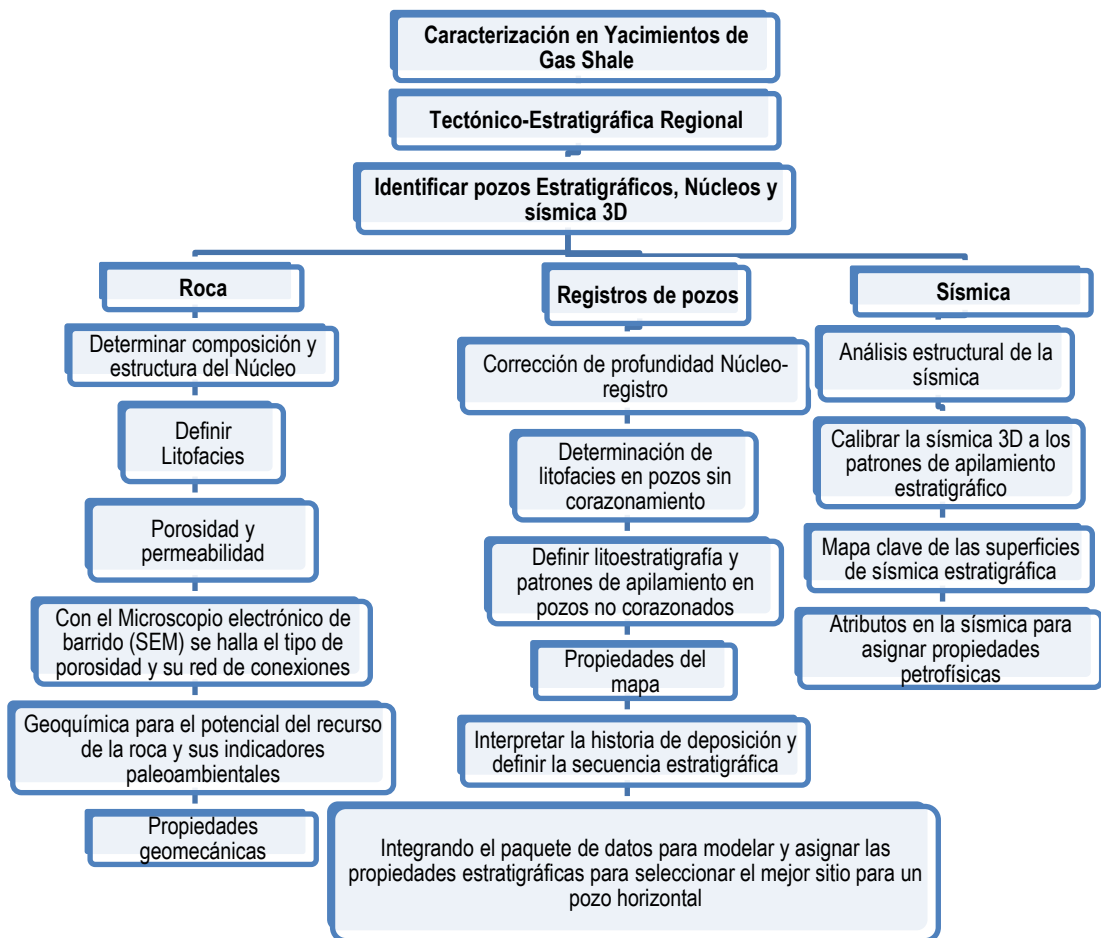 Caracterización en Yacimientos de
Gas Shale
Tectónico-Estratigráfica Regional
Identificar pozos Estratigráficos, Núcleos y
sísmica 3D
Roca
Determinar composición y
estructura del Núcleo
Definir
Litofacies
Porosidad y
permeabilidad
Con el Microscopio electrónico de
barrido (SEM) se halla el tipo de
porosidad y su red de conexiones
Geoquímica para el potencial del recurso
de la roca y sus indicadores
paleoambientales
Propiedades
geomecánicas
Registros de pozos
Corrección de profundidad Núcleo-
registro
Determinación de
litofacies en pozos sin
corazonamiento
Definir litoestratigrafía y
patrones de apilamiento en
pozos no corazonados
Propiedades del
mapa
Interpretar la historia de deposición y
definir la secuencia estratigráfica
Integrando el paquete de datos para modelar y asignar las
propiedades estratigráficas para seleccionar el mejor sitio para un
pozo horizontal
Sísmica
Análisis estructural de la
sísmica
Calibrar la sísmica 3D a los
patrones de apilamiento
estratigráfico
Mapa clave de las superficies
de sísmica estratigráfica
Atributos en la sísmica para
asignar propiedades
petrofísicas